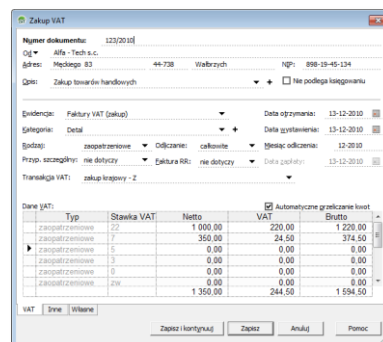 Zakup VAT
Numer dokumentu: 123/2010
Od Alfa - Tech s.c.
Adres: Męckiego 83 44-738 Wałbrzych NIP: 898-19-45-134
Opis: Zakup towarów handlowych + Nie podlega księgowaniu
Ewidencja: Faktury VAT (zakup) Data otrzymania: 13-12-2010
Kategoria: Detal + Data wystawienia: 13-12-2010
Rodzaj: zaopatrzeniowe Odliczanie: całkowite Miesiąc odliczenia: 12-2010
Przyp. szczególny: nie dotyczy Faktura RR: nie dotyczy Data zapłaty: 13-12-2010
Transakcja VAT: zakup krajowy - Z
Dane VAT: Automatyczne przeliczanie kwot
Typ Stawka VAT Netto VAT Brutto
zaopatrzeniowe 22 1 000,00 220,00 1 220,00
zaopatrzeniowe 7 350,00 24,50 374,50
zaopatrzeniowe 6 0,00 0,00 0,00
zaopatrzeniowe 3 0,00 0,00 0,00
zaopatrzeniowe 0 0,00 0,00 0,00
zaopatrzeniowe zw 0,00 0,00 0,00
1 350,00 244,50 1 594,50
VAT Inne Własne
Zapisz i kontynuuj Zapisz Anuluj Pomoc